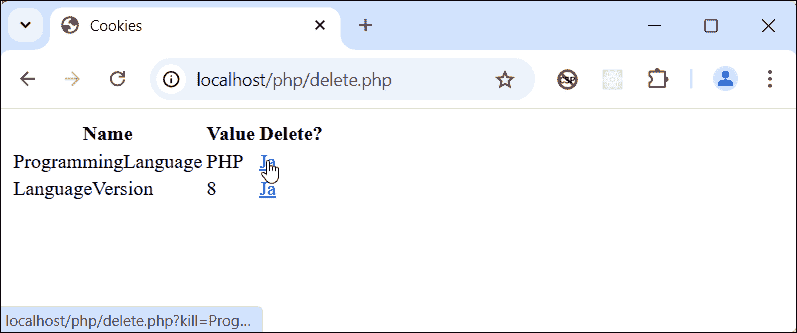 Cookies
localhost/php/delete.php
CSP
Name Value Delete?
ProgrammingLanguage PHP Ja
LanguageVersion 8 Ja
localhost/php/delete.php?kill=Prog...